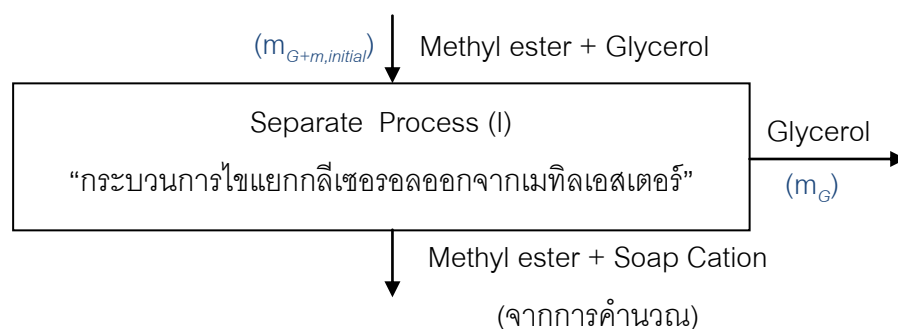 (mG+m,initial) Methyl ester + Glycerol
Separate Process (I)
“กระบวนการไขแยกกลีเซอรอลออกจากเมทิลเอสเตอร์”
Glycerol
(mG)
Methyl ester + Soap Cation
(จากการคำนวณ)